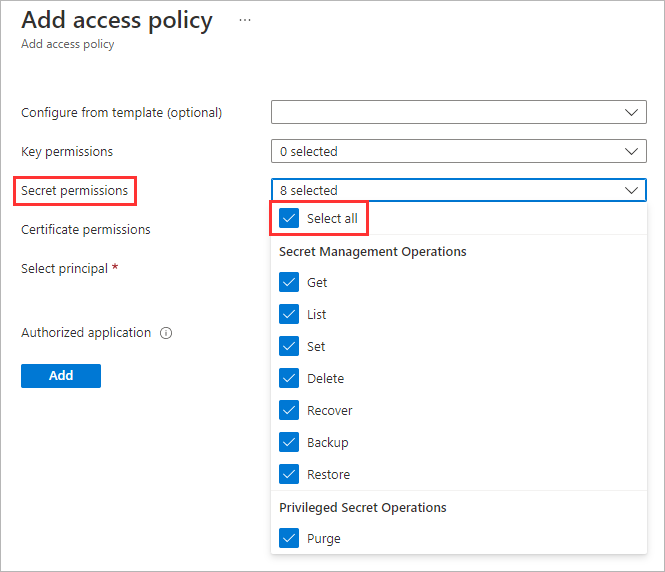 Add access policy ...
Add access policy
Configure from template (optional)
Key permissions 0 selected
Secret permissions 8 selected
Select all
Certificate permissions
Secret Management Operations
Select principal *
Get
List
Authorized application
Set
Add
Delete
Recover
Backup
Restore
Privileged Secret Operations
Purge